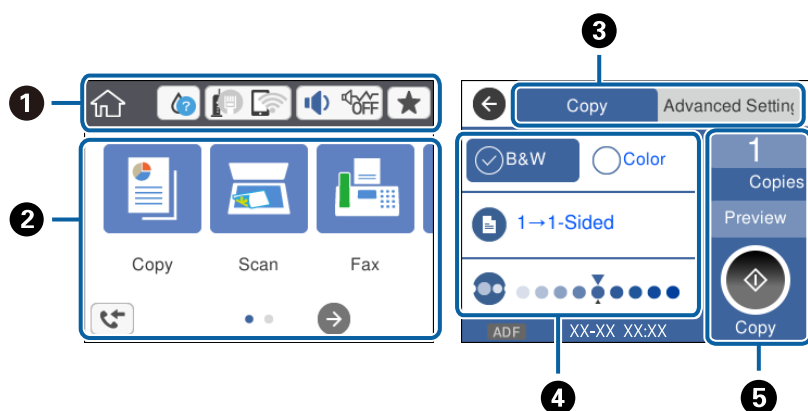 3
1
OFF
Copy
Advanced Setting
B&W
Color
1
Copies
2
1→1-Sided
Preview
Copy
Scan
Fax
ADF
XX-XX XX:XX
Copy
4
5